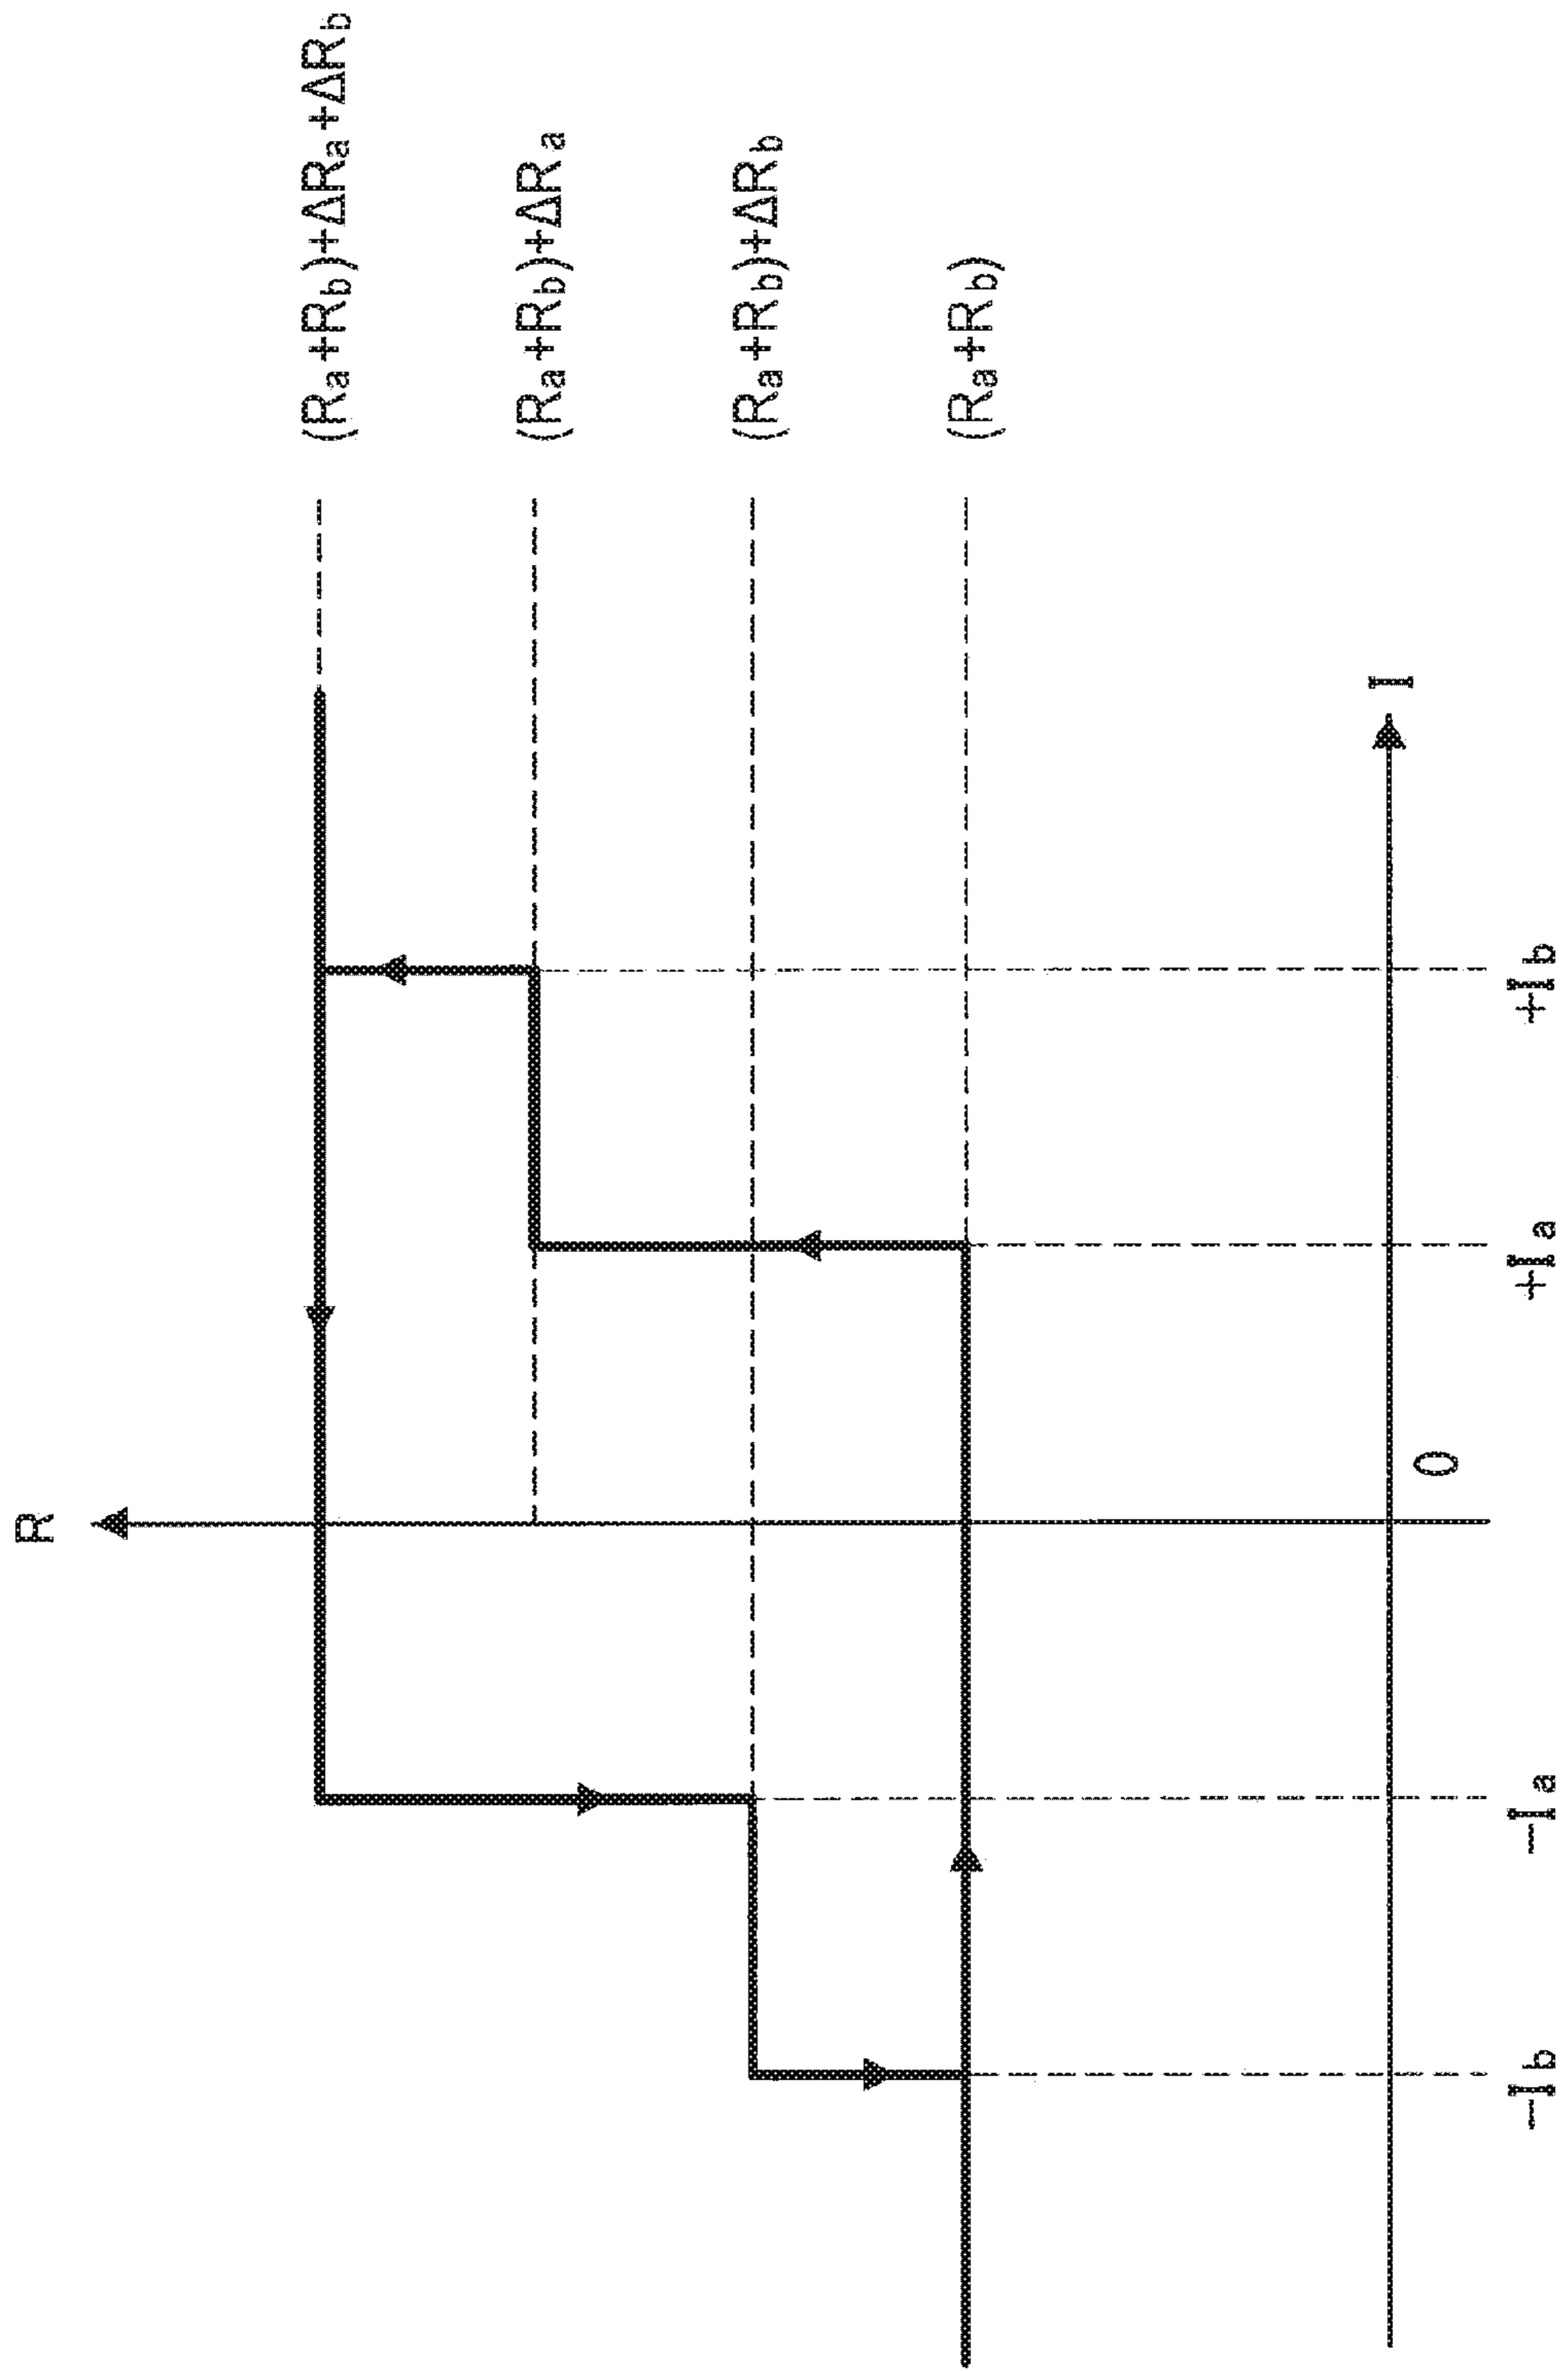 R
(Ra+Rb)+ΔRa+ΔRb
(Ra+Rb)+ΔRa
(Ra+Rb)+ΔRb
(Ra+Rb)
I
0
-Ib
-Ia
+Ia
+Ib